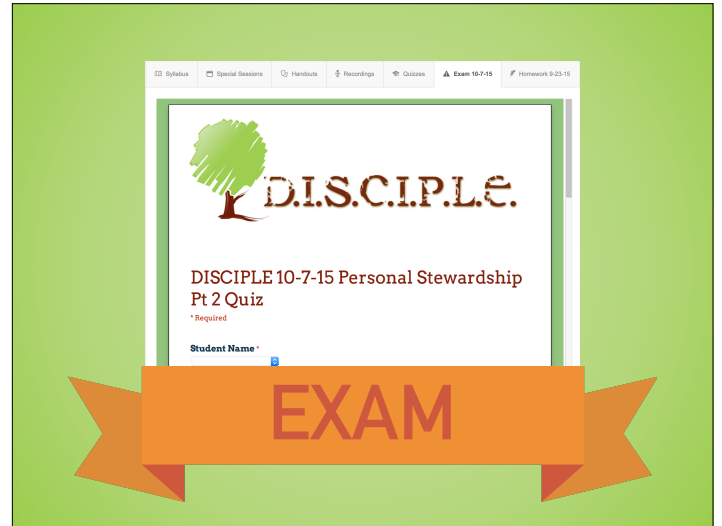 Syllabus
Special Sessions
Handouts
Recordings
Quizzes
Exam 10-7-15
Homework 9-23-15
D.I.S.C.I.P.L.E.
DISCIPLE 10-7-15 Personal Stewardship
Pt 2 Quiz
* Required
Student Name *
EXAM